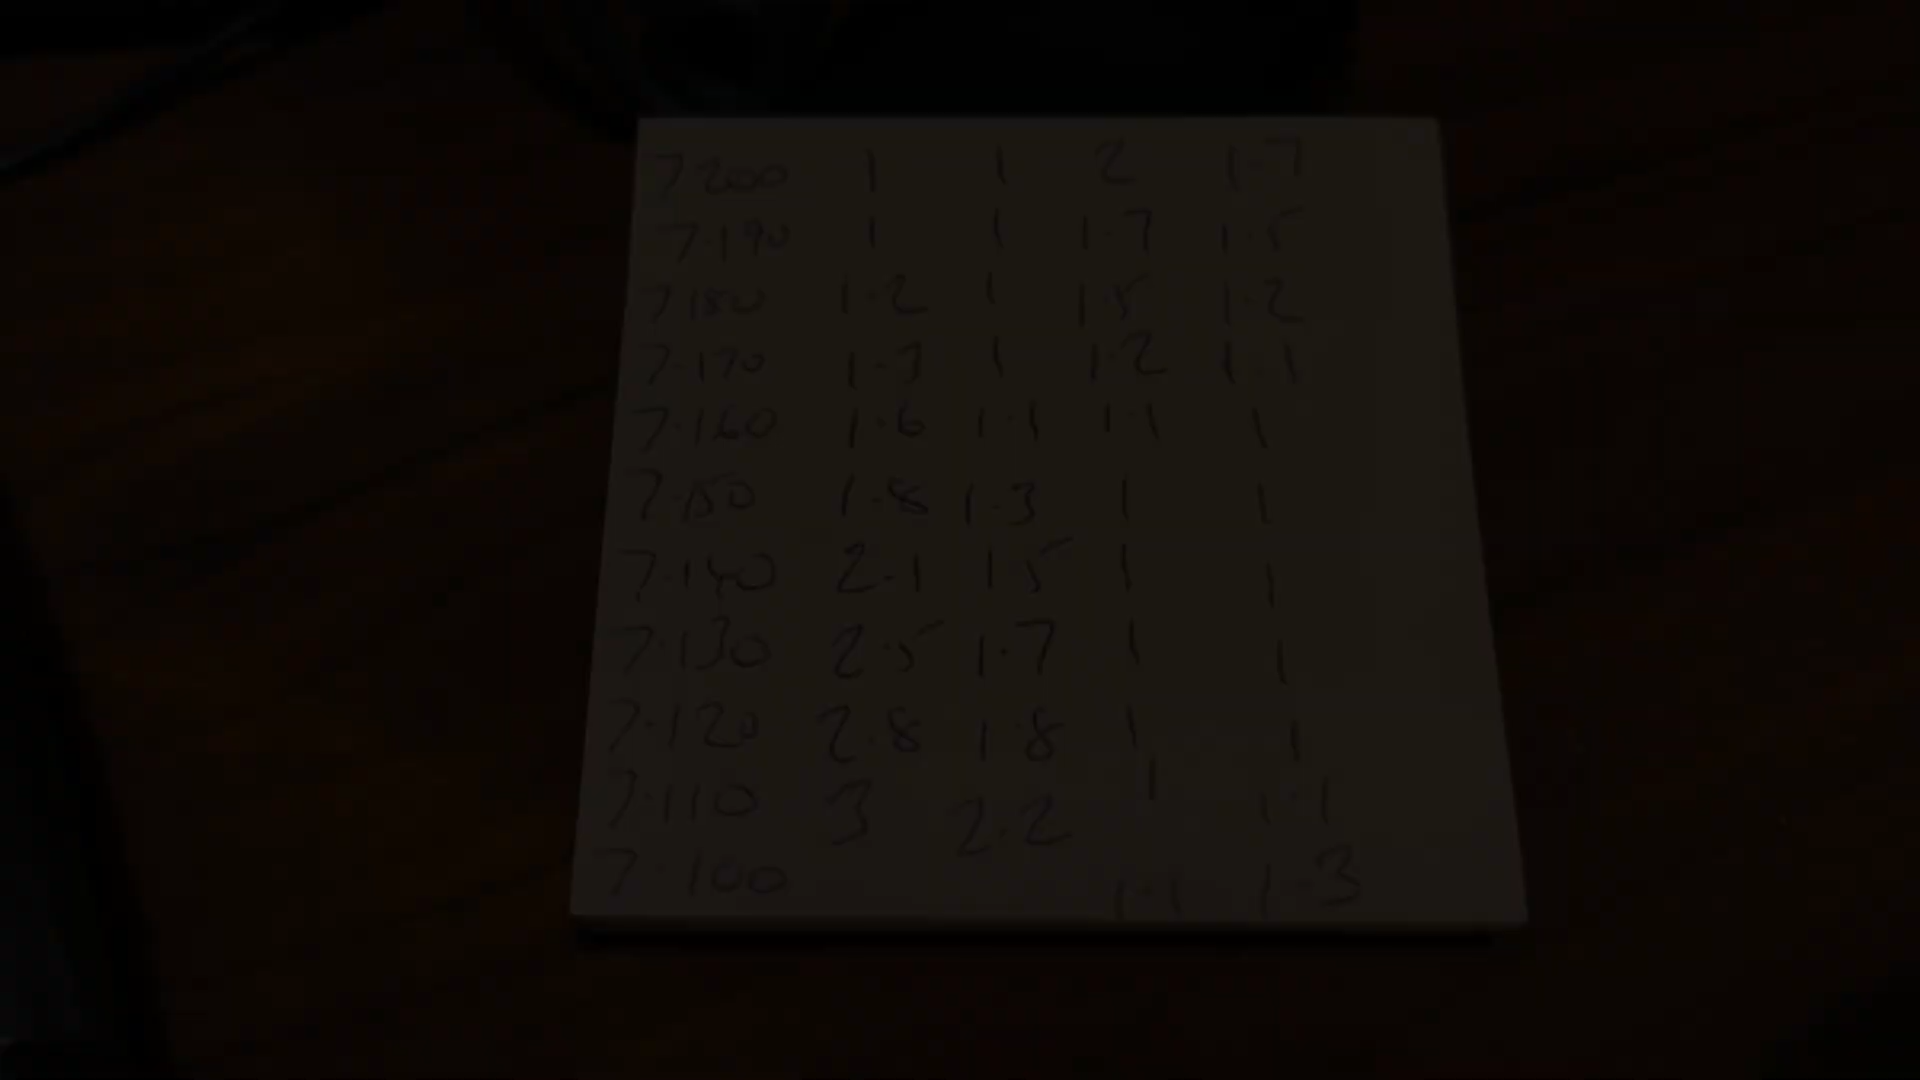 7.200 1 1 2 1.7
7.190 1 1 1.7 1.5
7.180 1.2 1 1.5 1.2
7.170 1 1.2 1.1
7.160 1.6 1.1 1.1 1
7.150 1.8 1.3 1 1
7.140 2.1 1.5 1 1
7.130 2.5 1.7 1 1
7.120 2.8 1.8 1 1
7.110 3 2.2 1 1.1
7.100 1.1 1.3